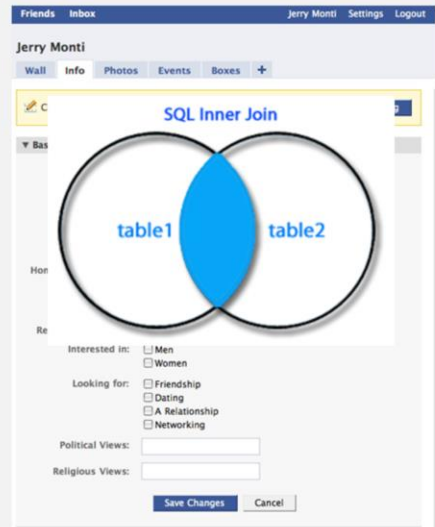 Friends Inbox Jerry Monti Settings Logout
Jerry Monti
Wall Info Photos Events Boxes +
SQL Inner Join
table1 table2
Interested in: Men
Women
Looking for: Friendship
Dating
A Relationship
Networking
Political Views:
Religious Views:
Save Changes Cancel